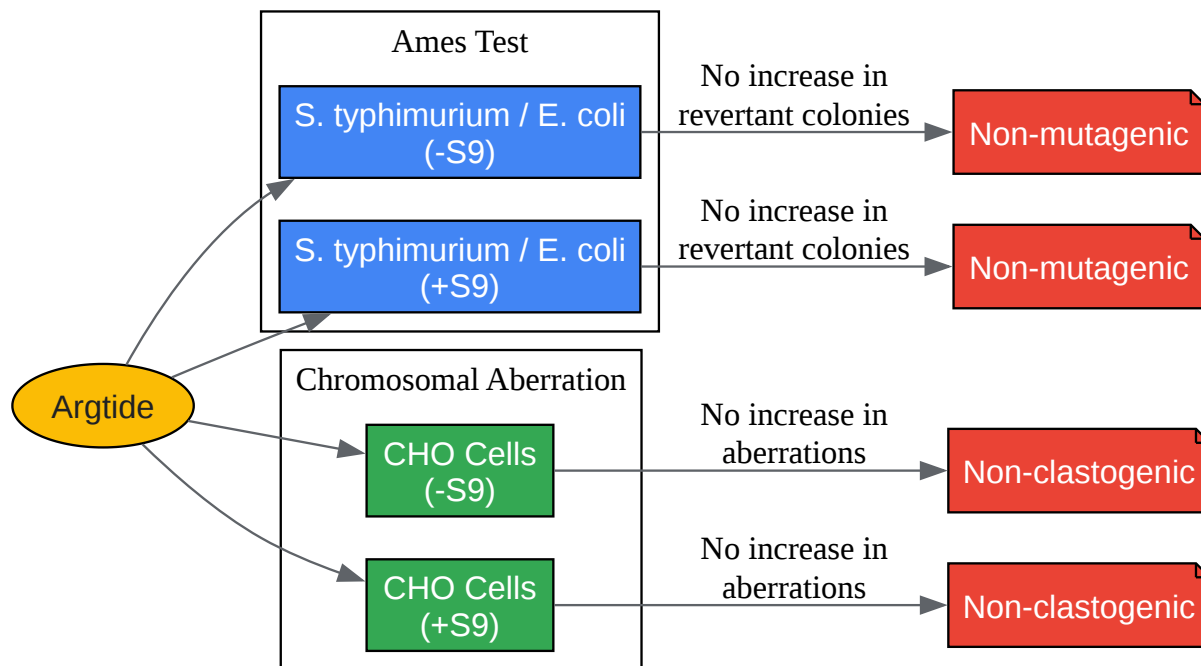 Ames Test
S. typhimurium / E. coli
(-S9)
No increase in
revertant colonies
Non-mutagenic
S. typhimurium / E. coli
(+S9)
No increase in
revertant colonies
Non-mutagenic
Argtide
Chromosomal Aberration
CHO Cells
(-S9)
No increase in
aberrations
Non-clastogenic
CHO Cells
(+S9)
No increase in
aberrations
Non-clastogenic